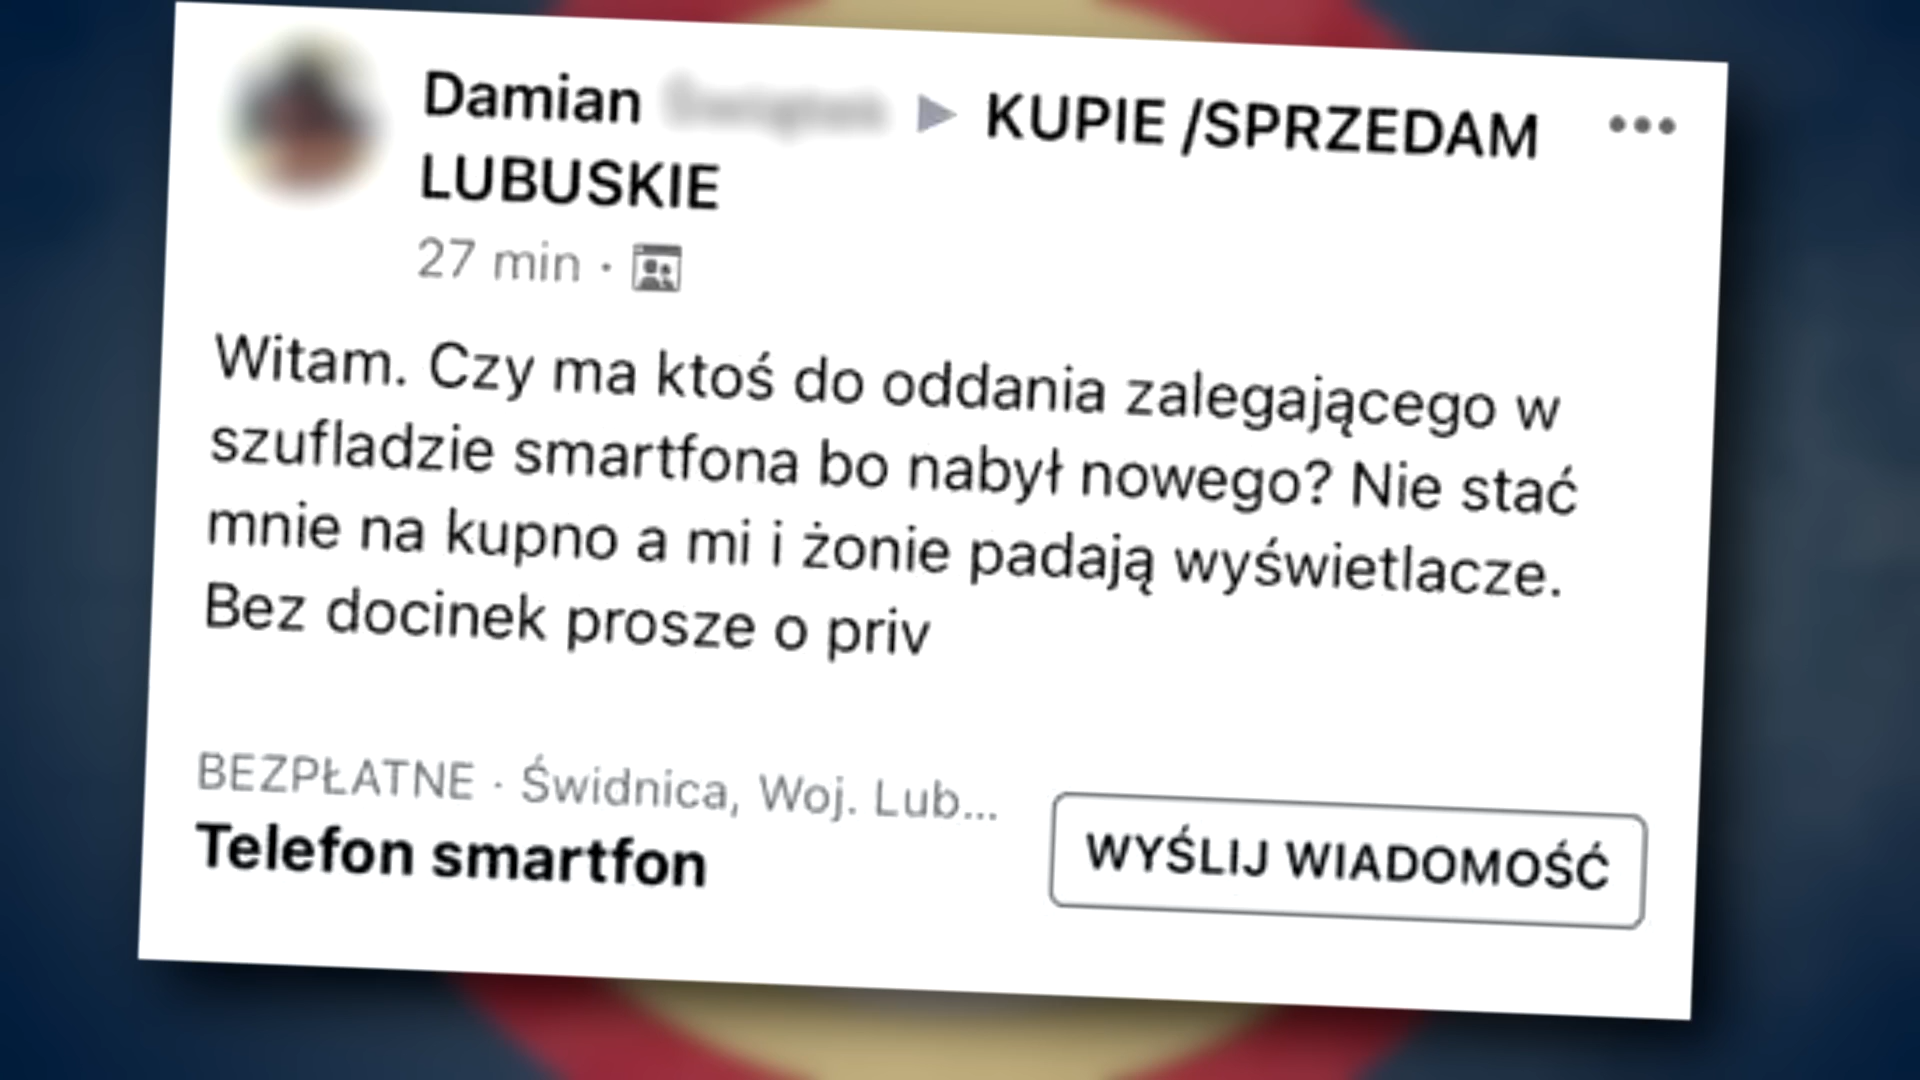 Damian ▶ KUPIE /SPRZEDAM
LUBUSKIE
27 min ·
Witam. Czy ma ktoś do oddania zalegającego w
szufladzie smartfona bo nabył nowego? Nie stać
mnie na kupno a mi i żonie padają wyświetlacze.
Bez docinek prosze o priv
BEZPŁATNE · Świdnica, Woj. Lub...
Telefon smartfon
WYŚLIJ WIADOMOŚĆ